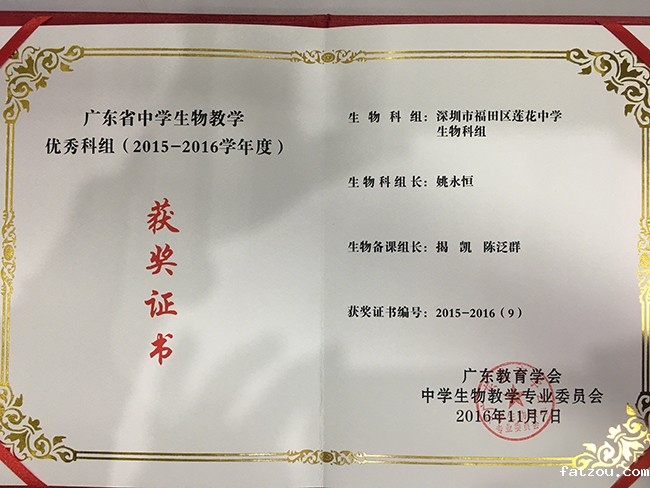 广东省中学生物教学
优秀科组（2015-2016学年度）
获奖证书
生物科组：深圳市福田区莲花中学
生物科组
生物科组长：姚永恒
生物备课组长：揭 凯 陈泛群
获奖证书编号：2015-2016（9）
广东教育学会
中学生物教学专业委员会
2016年11月7日
专业委员会
fatzou.com